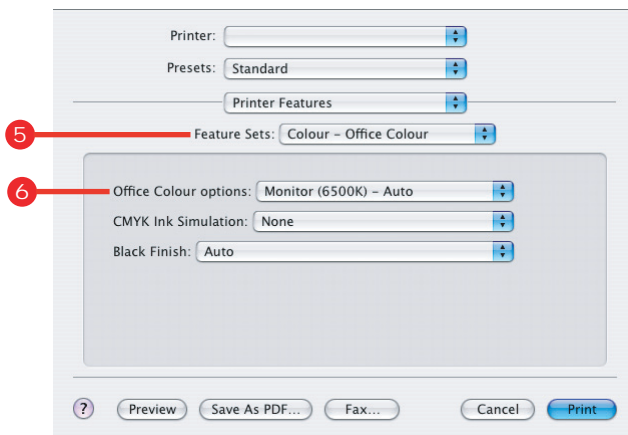 Printer:
Presets: Standard
Printer Features
5 Feature Sets: Colour – Office Colour
6 Office Colour options: Monitor (6500K) – Auto
CMYK Ink Simulation: None
Black Finish: Auto
? Preview Save As PDF... Fax... Cancel Print